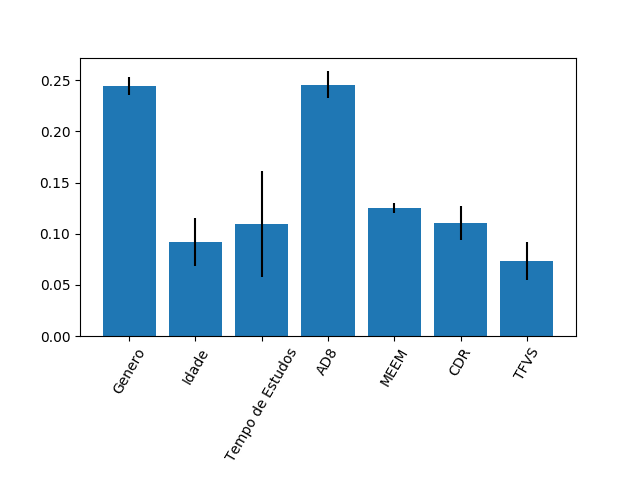 0.25
0.20
0.15
0.10
0.05
0.00
Genero
Idade
Tempo de Estudos
AD8
MEEM
CDR
TFVS